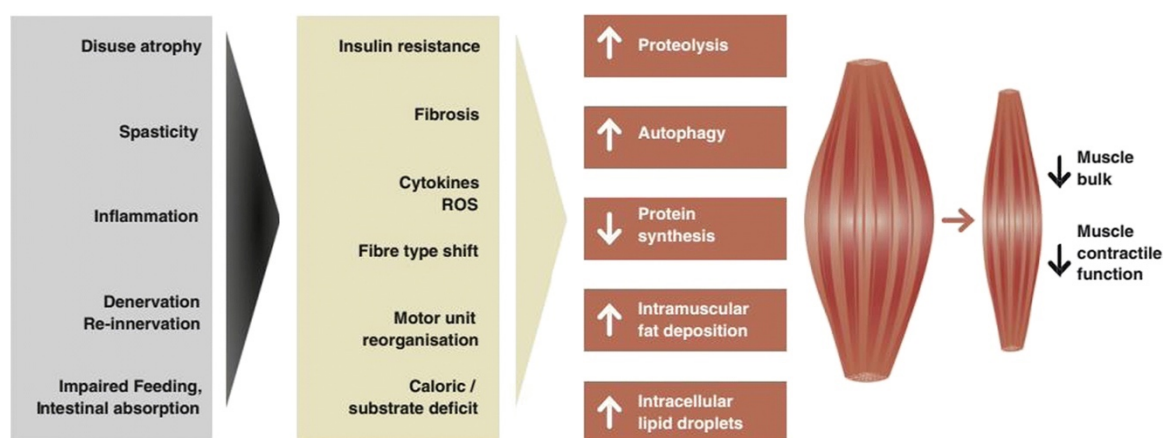 Disuse atrophy
Spasticity
Inflammation
Denervation
Re-innervation
Impaired Feeding,
Intestinal absorption
Insulin resistance
Fibrosis
Cytokines
ROS
Fibre type shift
Motor unit
reorganisation
Caloric /
substrate deficit
Proteolysis
Autophagy
Protein
synthesis
Intramuscular
fat deposition
Intracellular
lipid droplets
Muscle
bulk
Muscle
contractile
function